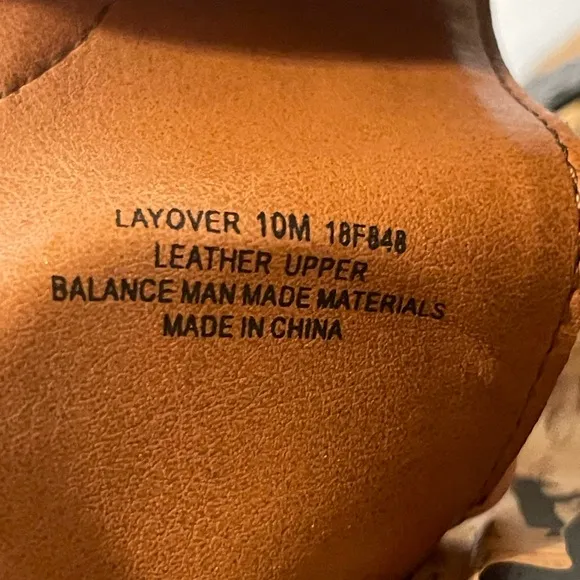 LAYOVER 10M 18F848
LEATHER UPPER
BALANCE MAN MADE MATERIALS
MADE IN CHINA